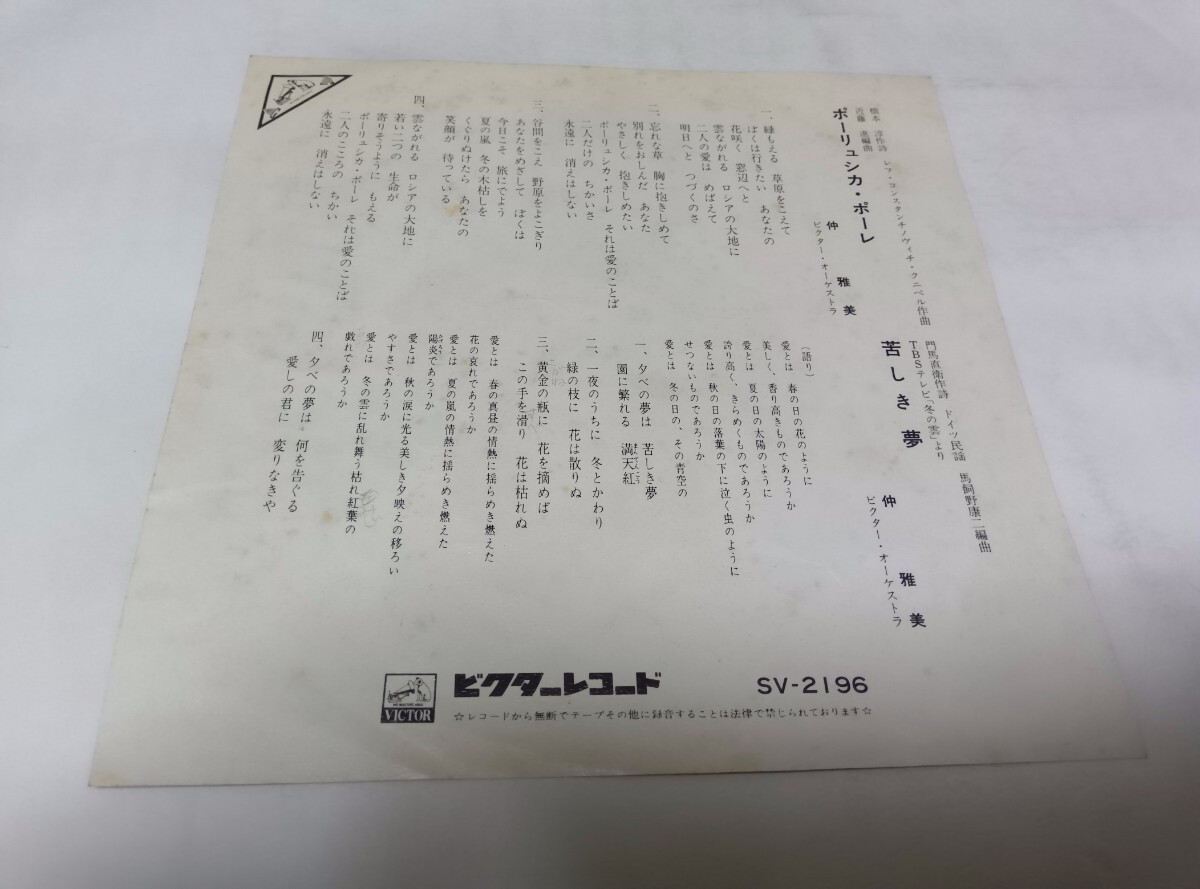 橋本 淳作詩 レフ・コンスタンチノヴィチ・クニペル作曲
近藤 進編曲
ポーリュシカ・ポーレ
仲 雅美
ビクター・オーケストラ
一、緑もえる 草原をこえて
ぼくは行きたい あなたの
花咲く 窓辺へと
雲ながれる ロシアの大地に
二人の愛は めばえて
明日へと つづくのさ
二、忘れな草 胸に抱きしめて
別れをおしんだ あなた
やさしく 抱きしめたい
ポーリュシカ・ポーレ それは愛のことば
二人だけの ちかいさ
永遠に 消えはしない
三、谷間をこえ 野原をよこぎり
あなたをめざして ぼくは
今日こそ 旅にでよう
夏の嵐 冬の木枯しを
くぐりぬけたら あなたの
笑顔が 待っている
四、雲ながれる ロシアの大地に
若い二つの 生命が
寄りそうように もえる
ポーリュシカ・ポーレ それは愛のことば
二人のこころの ちかい
永遠に 消えはしない
門馬直衛作詩 ドイツ民謡 馬飼野康二編曲
TBSテレビ「冬の雲」より
苦しき夢
仲 雅美
ビクター・オーケストラ
（語り）
愛とは 春の日の花のように
美しく、香り高きものであろうか
愛とは 夏の日の太陽のように
誇り高く、きらめくものであろうか
愛とは 秋の日の落葉の下に泣く虫のように
せつないものであろうか
愛とは 冬の日の、その青空の
一、夕べの夢は 苦しき夢
園に繁れる 満天紅
二、一夜のうちに 冬とかわり
緑の枝に 花は散りぬ
三、黄金の瓶に 花を摘めば
この手を滑り 花は枯れぬ
愛とは 春の真昼の情熱に揺らめき燃えた
花の哀れであろうか
愛とは 夏の嵐の情熱に揺らめき燃えた
陽炎であろうか
愛とは 秋の涙に光る美しき夕映えの移ろい
やすさであろうか
愛とは 冬の雲に乱れ舞う枯れ紅葉の
戯れであろうか
四、夕べの夢は 何を告ぐる
愛しの君に 変りなきや
VICTOR
ビクターレコード SV-2196
☆レコードから無断でテープその他に録音することは法律で禁じられております☆